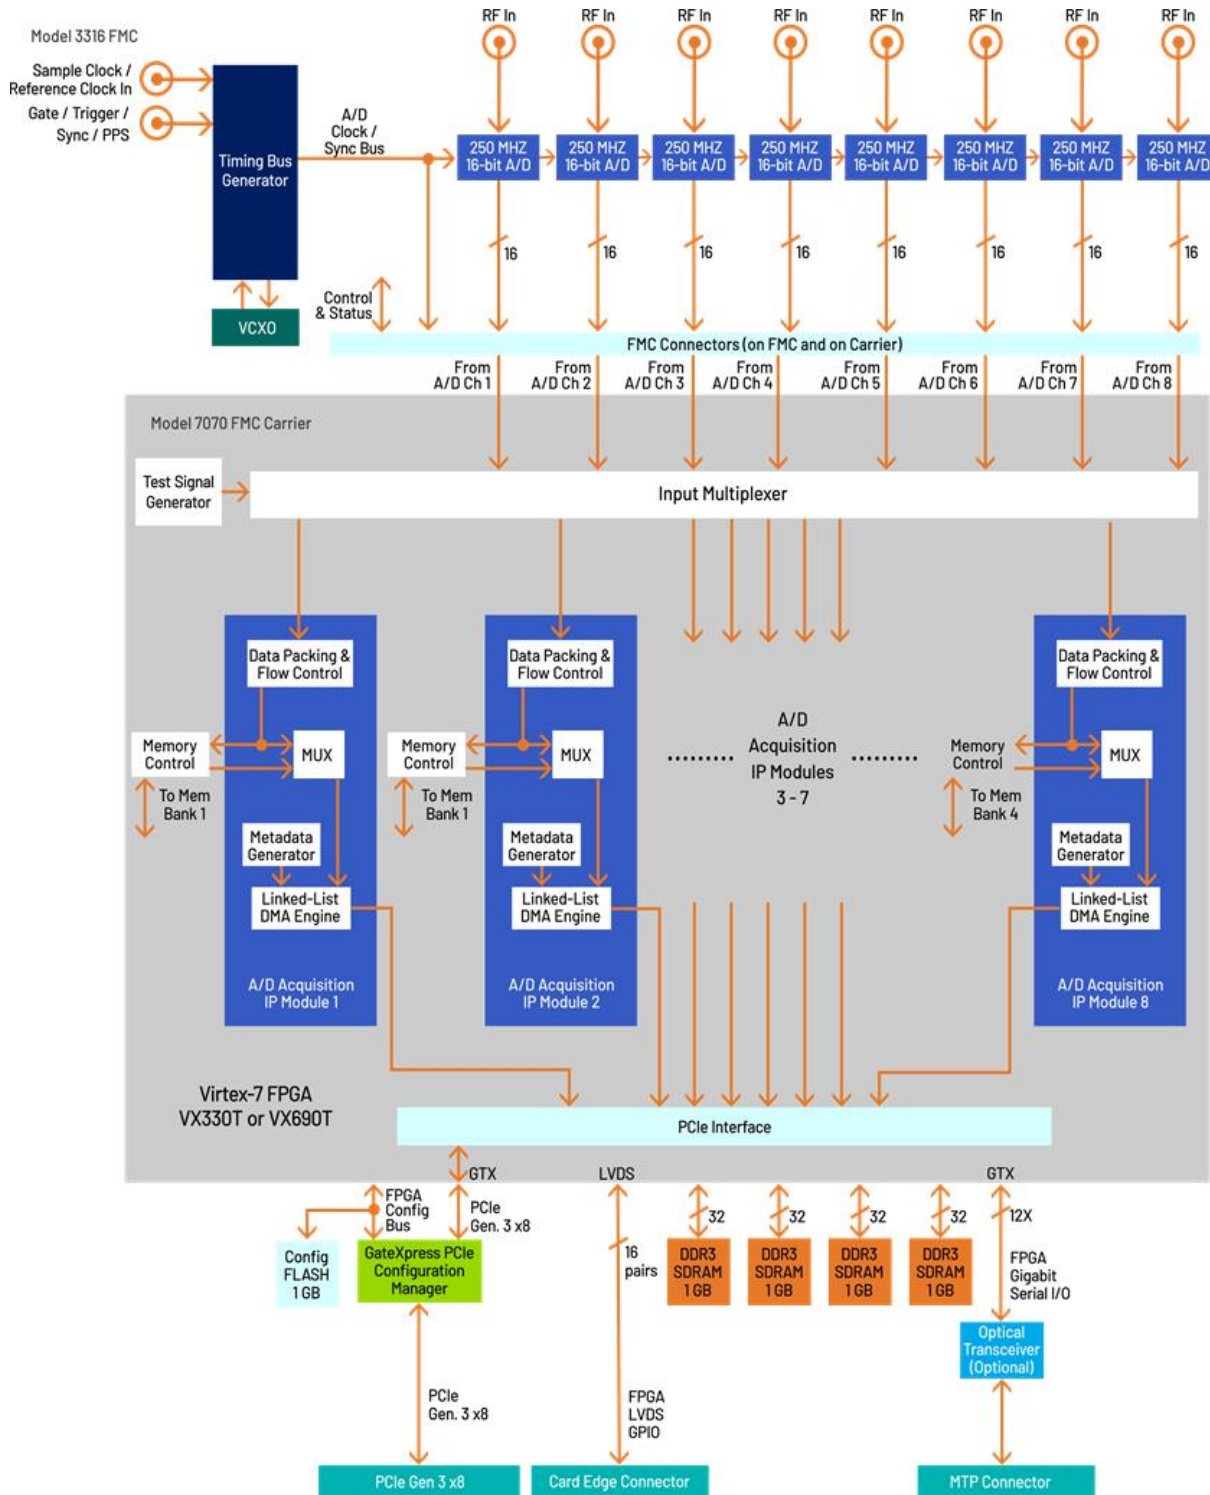 RF In
RF In
RF In
RF In
RF In
RF In
RF In
RF In
Model 3316 FMC
Sample Clock /
Reference Clock In
Gate / Trigger /
Sync / PPS
Timing Bus
Generator
A/D
Clock /
Sync Bus
250 MHZ
16-bit A/D
250 MHZ
16-bit A/D
250 MHZ
16-bit A/D
250 MHZ
16-bit A/D
250 MHZ
16-bit A/D
250 MHZ
16-bit A/D
250 MHZ
16-bit A/D
250 MHZ
16-bit A/D
16
16
16
16
16
16
16
16
VCXO
Control
& Status
FMC Connectors (on FMC and on Carrier)
From
A/D Ch 1
From
A/D Ch 2
From
A/D Ch 3
From
A/D Ch 4
From
A/D Ch 5
From
A/D Ch 6
From
A/D Ch 7
From
A/D Ch 8
Model 7070 FMC Carrier
Test Signal
Generator
Input Multiplexer
Data Packing &
Flow Control
Memory
Control
MUX
To Mem
Bank 1
Metadata
Generator
Linked-List
DMA Engine
A/D Acquisition
IP Module 1
Data Packing &
Flow Control
Memory
Control
MUX
To Mem
Bank 1
Metadata
Generator
Linked-List
DMA Engine
A/D Acquisition
IP Module 2
A/D
Acquisition
IP Modules
3 - 7
Data Packing &
Flow Control
Memory
Control
MUX
To Mem
Bank 4
Metadata
Generator
Linked-List
DMA Engine
A/D Acquisition
IP Module 8
Virtex-7 FPGA
VX330T or VX690T
PCIe Interface
GTX
LVDS
GTX
FPGA
Config
Bus
PCIe
Gen. 3 x8
32
32
32
32
12X
Config
FLASH
1 GB
GateXpress PCIe
Configuration
Manager
16
pairs
DDR3
SDRAM
1 GB
DDR3
SDRAM
1 GB
DDR3
SDRAM
1 GB
DDR3
SDRAM
1 GB
FPGA
Gigabit
Serial I/O
Optical
Transceiver
(Optional)
PCIe
Gen. 3 x8
FPGA
LVDS
GPIO
PCIe Gen 3 x8
Card Edge Connector
MTP Connector